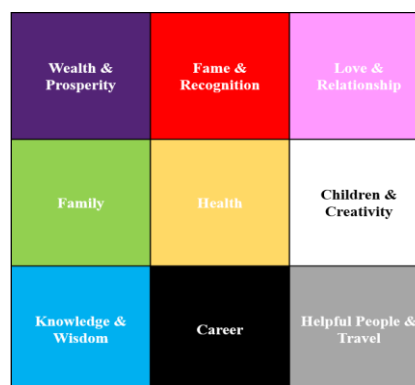 Wealth &
Prosperity
Fame &
Recognition
Love &
Relationship
Family
Health
Children &
Creativity
Knowledge &
Wisdom
Career
Helpful People &
Travel